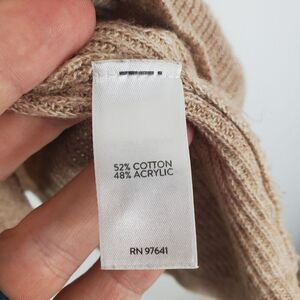 52% COTTON
48% ACRYLIC
RN 97641